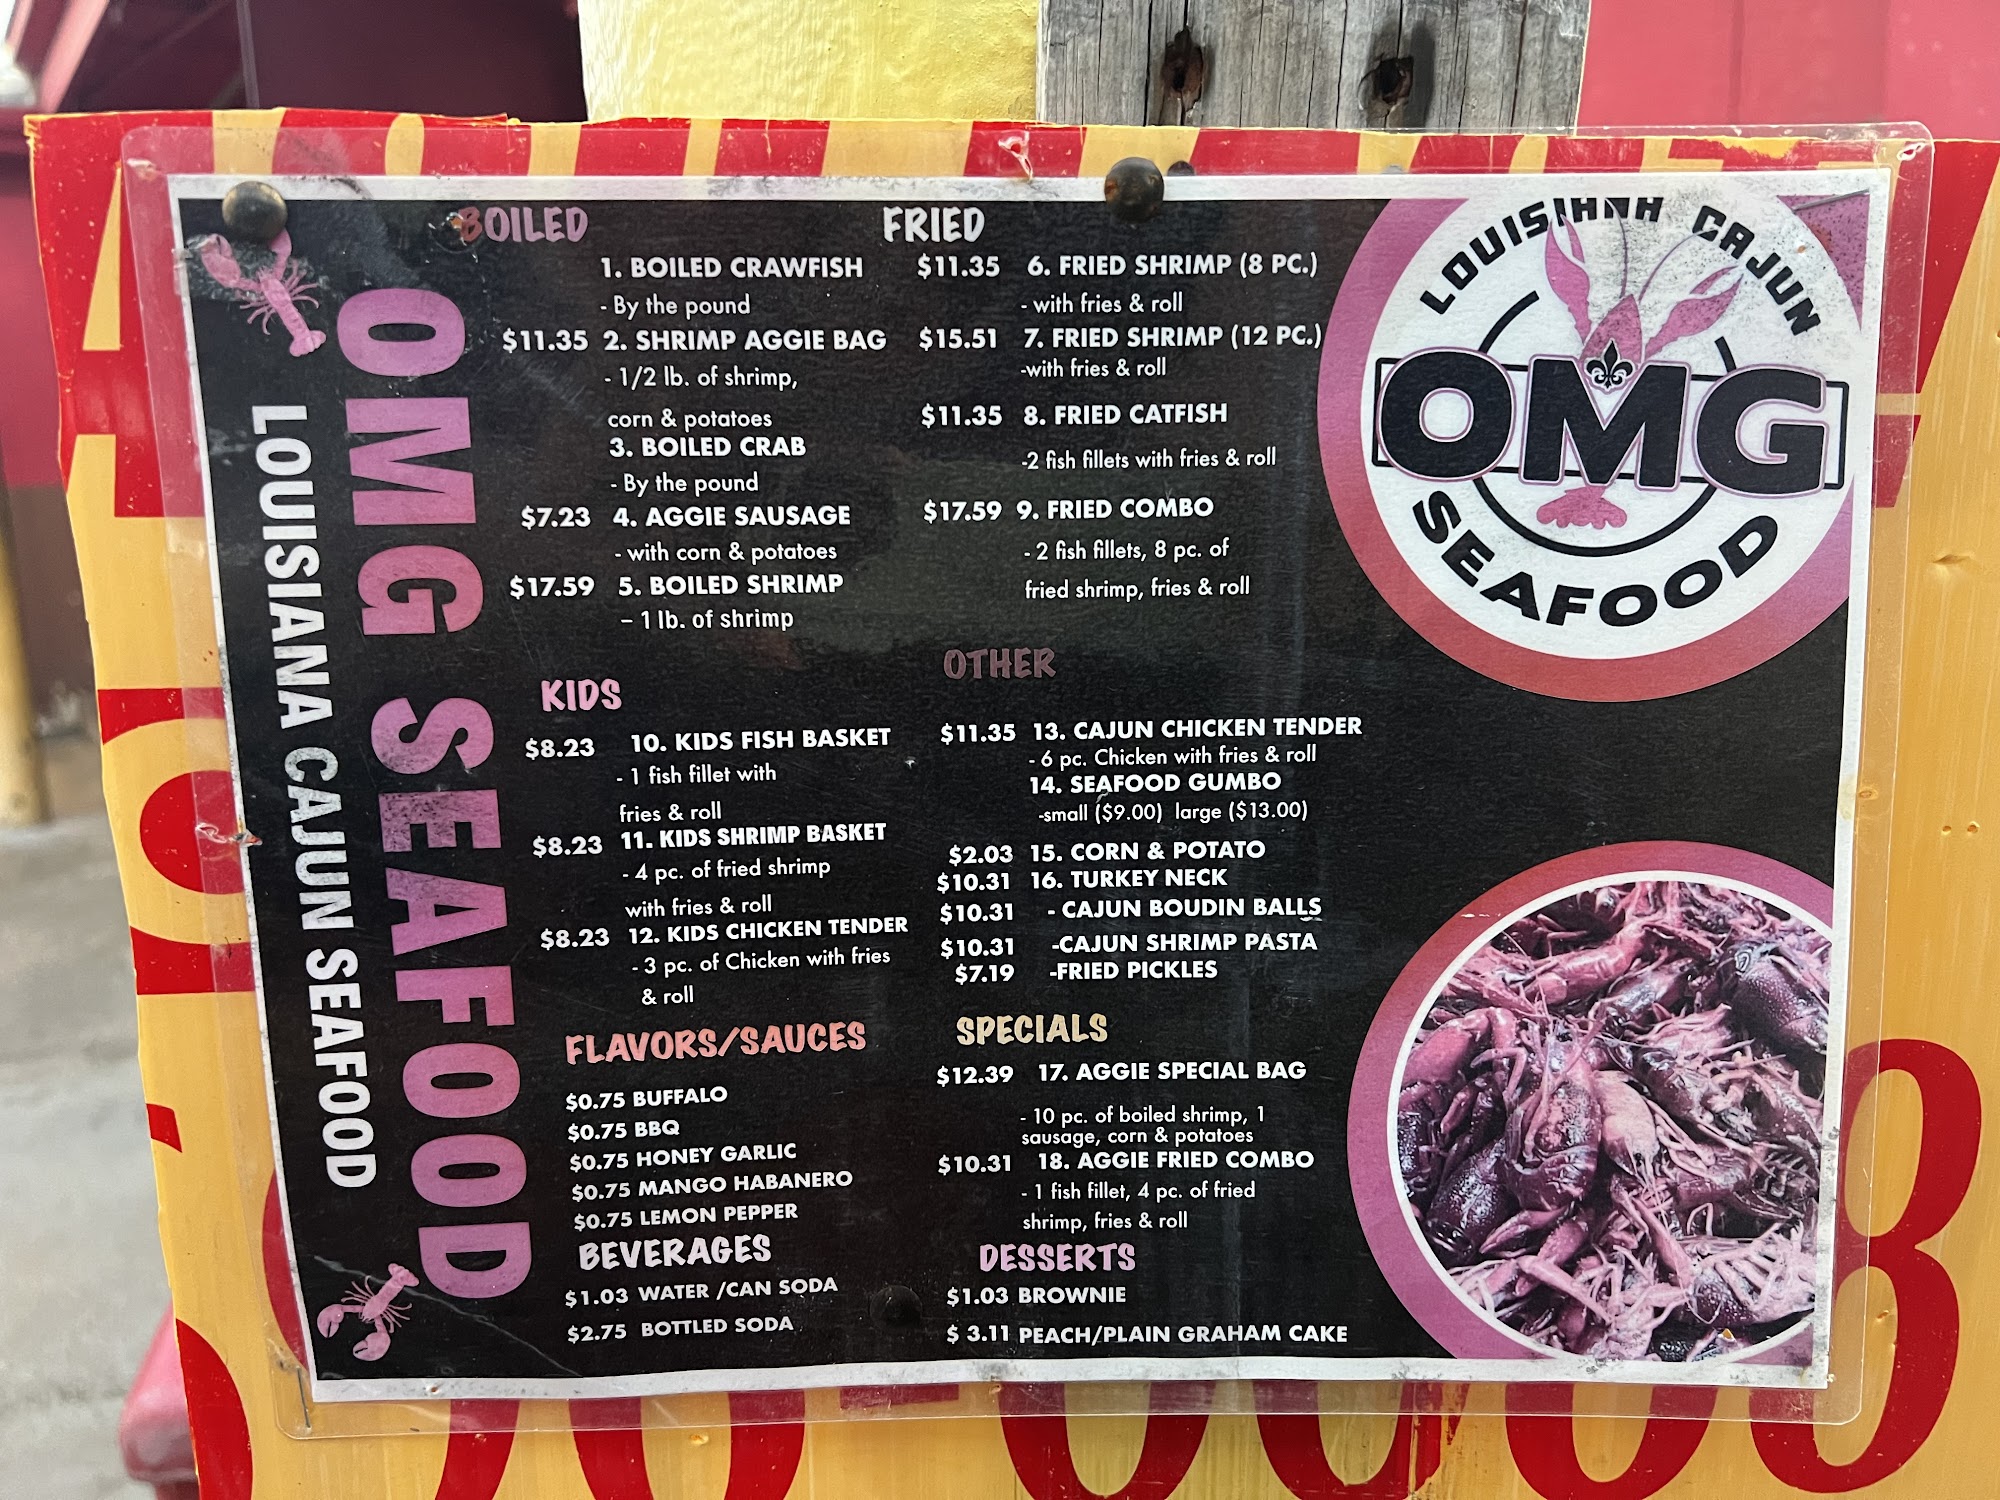 OMG SEAFOOD
LOUISIANA CAJUN SEAFOOD
BOILED
1. BOILED CRAWFISH
- By the pound
$11.35 2. SHRIMP AGGIE BAG
- 1/2 lb. of shrimp,
corn & potatoes
3. BOILED CRAB
- By the pound
$7.23 4. AGGIE SAUSAGE
- with corn & potatoes
$17.59 5. BOILED SHRIMP
– 1 lb. of shrimp
KIDS
$8.23 10. KIDS FISH BASKET
- 1 fish fillet with
fries & roll
$8.23 11. KIDS SHRIMP BASKET
- 4 pc. of fried shrimp
with fries & roll
$8.23 12. KIDS CHICKEN TENDER
- 3 pc. of Chicken with fries
& roll
FLAVORS/SAUCES
$0.75 BUFFALO
$0.75 BBQ
$0.75 HONEY GARLIC
$0.75 MANGO HABANERO
$0.75 LEMON PEPPER
BEVERAGES
$1.03 WATER /CAN SODA
$2.75 BOTTLED SODA
FRIED
$11.35 6. FRIED SHRIMP (8 PC.)
- with fries & roll
$15.51 7. FRIED SHRIMP (12 PC.)
-with fries & roll
$11.35 8. FRIED CATFISH
-2 fish fillets with fries & roll
$17.59 9. FRIED COMBO
- 2 fish fillets, 8 pc. of
fried shrimp, fries & roll
OTHER
$11.35 13. CAJUN CHICKEN TENDER
- 6 pc. Chicken with fries & roll
14. SEAFOOD GUMBO
-small ($9.00) large ($13.00)
$2.03 15. CORN & POTATO
$10.31 16. TURKEY NECK
$10.31 - CAJUN BOUDIN BALLS
$10.31 -CAJUN SHRIMP PASTA
$7.19 -FRIED PICKLES
SPECIALS
$12.39 17. AGGIE SPECIAL BAG
- 10 pc. of boiled shrimp, 1
sausage, corn & potatoes
$10.31 18. AGGIE FRIED COMBO
- 1 fish fillet, 4 pc. of fried
shrimp, fries & roll
DESSERTS
$1.03 BROWNIE
$ 3.11 PEACH/PLAIN GRAHAM CAKE
LOUISIANA CAJUN
OMG
SEAFOOD